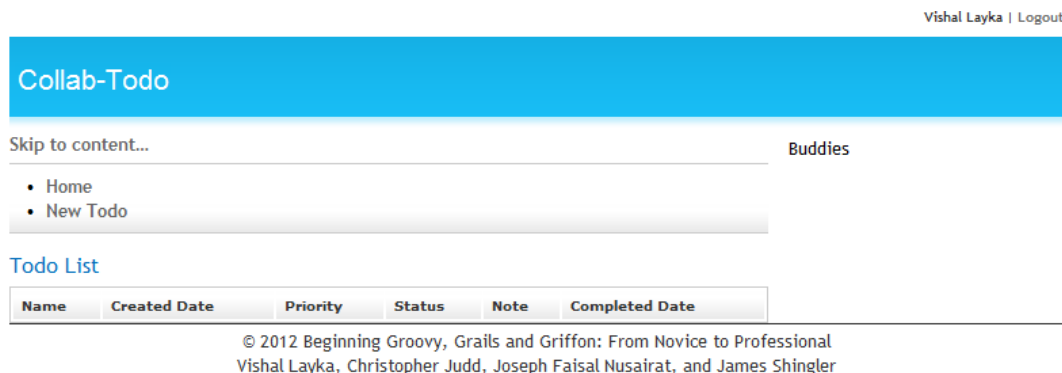 Vishal Layka | Logout
Collab-Todo
Skip to content...
Buddies
Home
New Todo
Todo List
Name Created Date Priority Status Note Completed Date
© 2012 Beginning Groovy, Grails and Griffon: From Novice to Professional
Vishal Layka, Christopher Judd, Joseph Faisal Nusairat, and James Shingler